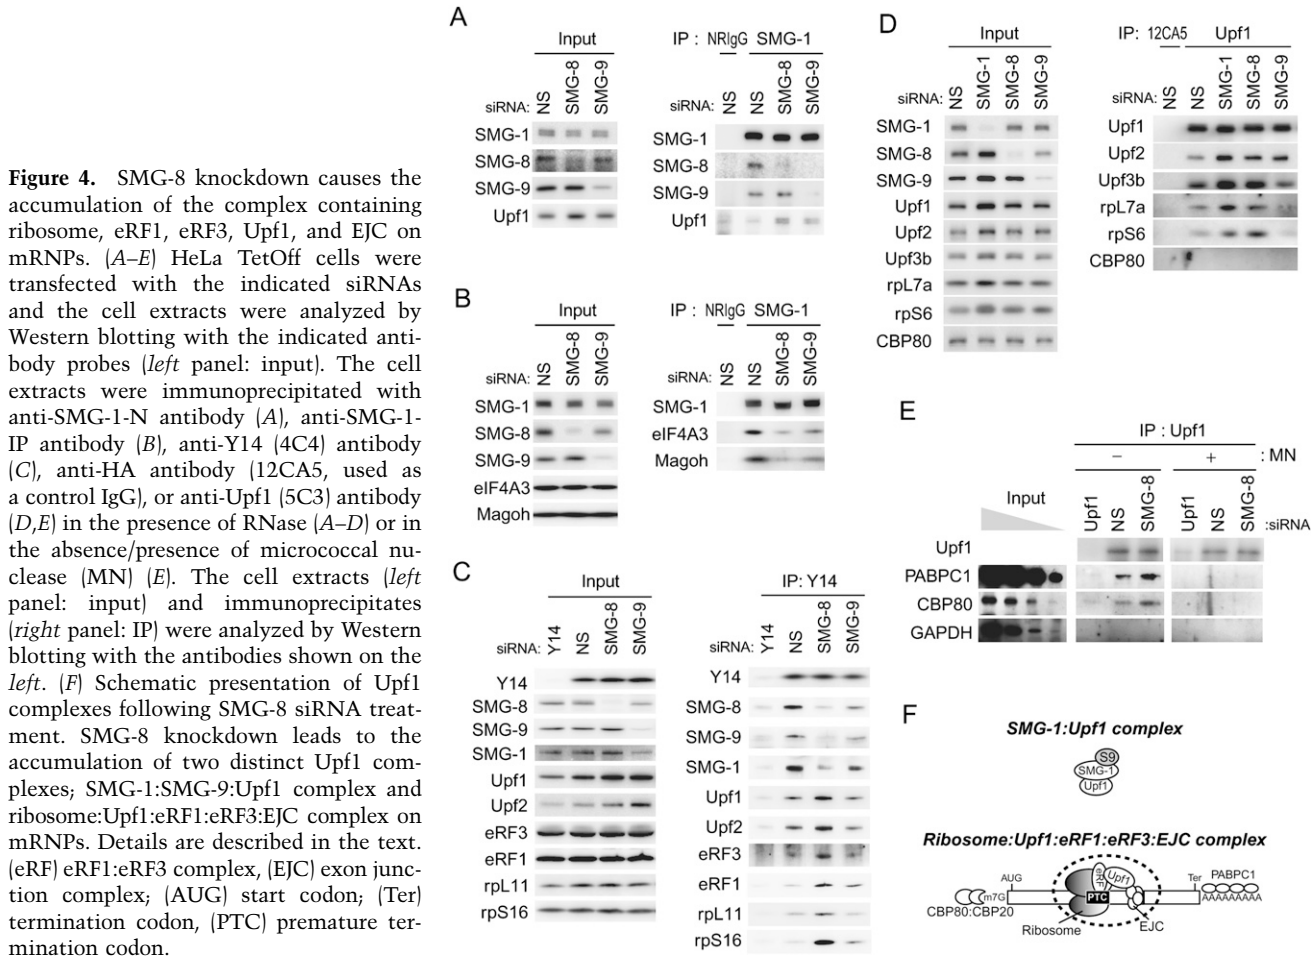 Figure 4. SMG-8 knockdown causes the
accumulation of the complex containing
ribosome, eRF1, eRF3, Upf1, and EJC on
mRNPs. (A–E) HeLa TetOff cells were
transfected with the indicated siRNAs
and the cell extracts were analyzed by
Western blotting with the indicated anti-
body probes (left panel: input). The cell
extracts were immunoprecipitated with
anti-SMG-1-N antibody (A), anti-SMG-1-
IP antibody (B), anti-Y14 (4C4) antibody
(C), anti-HA antibody (12CA5, used as
a control IgG), or anti-Upf1 (5C3) antibody
(D,E) in the presence of RNase (A–D) or in
the absence/presence of micrococcal nu-
clease (MN) (E). The cell extracts (left
panel: input) and immunoprecipitates
(right panel: IP) were analyzed by Western
blotting with the antibodies shown on the
left. (F) Schematic presentation of Upf1
complexes following SMG-8 siRNA treat-
ment. SMG-8 knockdown leads to the
accumulation of two distinct Upf1 com-
plexes; SMG-1:SMG-9:Upf1 complex and
ribosome:Upf1:eRF1:eRF3:EJC complex on
mRNPs. Details are described in the text.
(eRF) eRF1:eRF3 complex, (EJC) exon junc-
tion complex; (AUG) start codon; (Ter)
termination codon, (PTC) premature ter-
mination codon.
A
Input
siRNA: NS SMG-8 SMG-9
SMG-1
SMG-8
SMG-9
Upf1
IP : NRIgG SMG-1
siRNA: NS NS SMG-8 SMG-9
SMG-1
SMG-8
SMG-9
Upf1
B
Input
siRNA: NS SMG-8 SMG-9
SMG-1
SMG-8
SMG-9
eIF4A3
Magoh
IP : NRIgG SMG-1
siRNA: NS NS SMG-8 SMG-9
SMG-1
eIF4A3
Magoh
C
Input
siRNA: Y14 NS SMG-8 SMG-9
Y14
SMG-8
SMG-9
SMG-1
Upf1
Upf2
eRF3
eRF1
rpL11
rpS16
IP: Y14
siRNA: Y14 NS SMG-8 SMG-9
Y14
SMG-8
SMG-9
SMG-1
Upf1
Upf2
eRF3
eRF1
rpL11
rpS16
D
Input
siRNA: NS SMG-1 SMG-8 SMG-9
SMG-1
SMG-8
SMG-9
Upf1
Upf2
Upf3b
rpL7a
rpS6
CBP80
IP: 12CA5 Upf1
siRNA: NS NS SMG-1 SMG-8 SMG-9
Upf1
Upf2
Upf3b
rpL7a
rpS6
CBP80
E
IP : Upf1
− + : MN
Input Upf1 NS SMG-8 Upf1 NS SMG-8 :siRNA
Upf1
PABPC1
CBP80
GAPDH
F
SMG-1:Upf1 complex
S9
SMG-1
Upf1
Ribosome:Upf1:eRF1:eRF3:EJC complex
AUG eRF Upf1 Ter PABPC1
m7G PTC AAAAAAAAA
CBP80:CBP20
Ribosome EJC